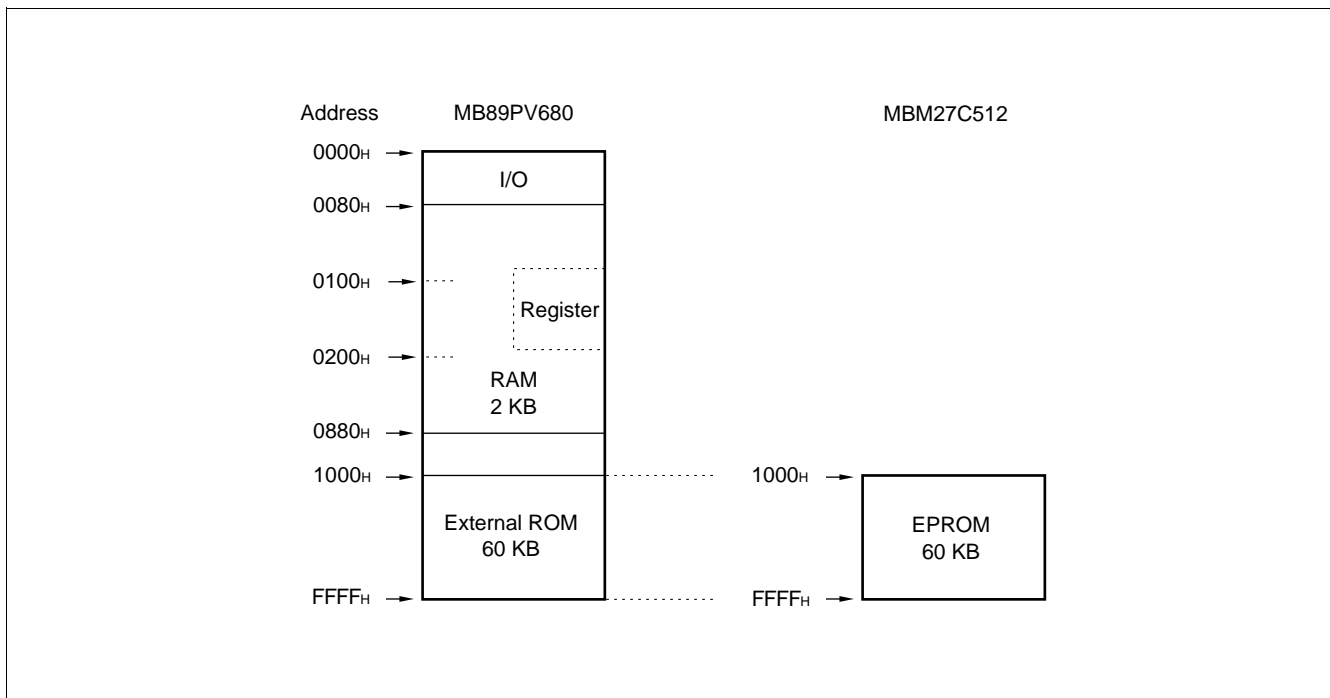 Address MB89PV680 MBM27C512
0000H
I/O
0080H
0100H
Register
0200H
RAM
2 KB
0880H
1000H 1000H
External ROM EPROM
60 KB 60 KB
FFFFH FFFFH